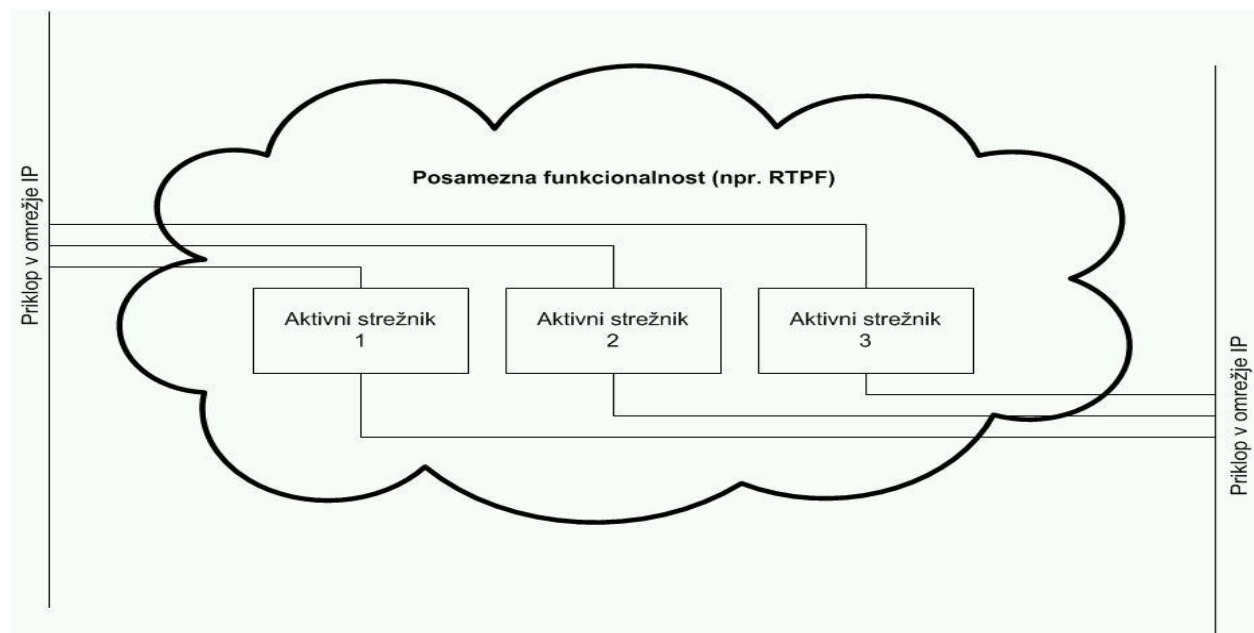 Posamezna funkcionalnost (npr. RTPF)
Priklop v omrežje IP
Aktivni strežnik
1
Aktivni strežnik
2
Aktivni strežnik
3
Priklop v omrežje IP